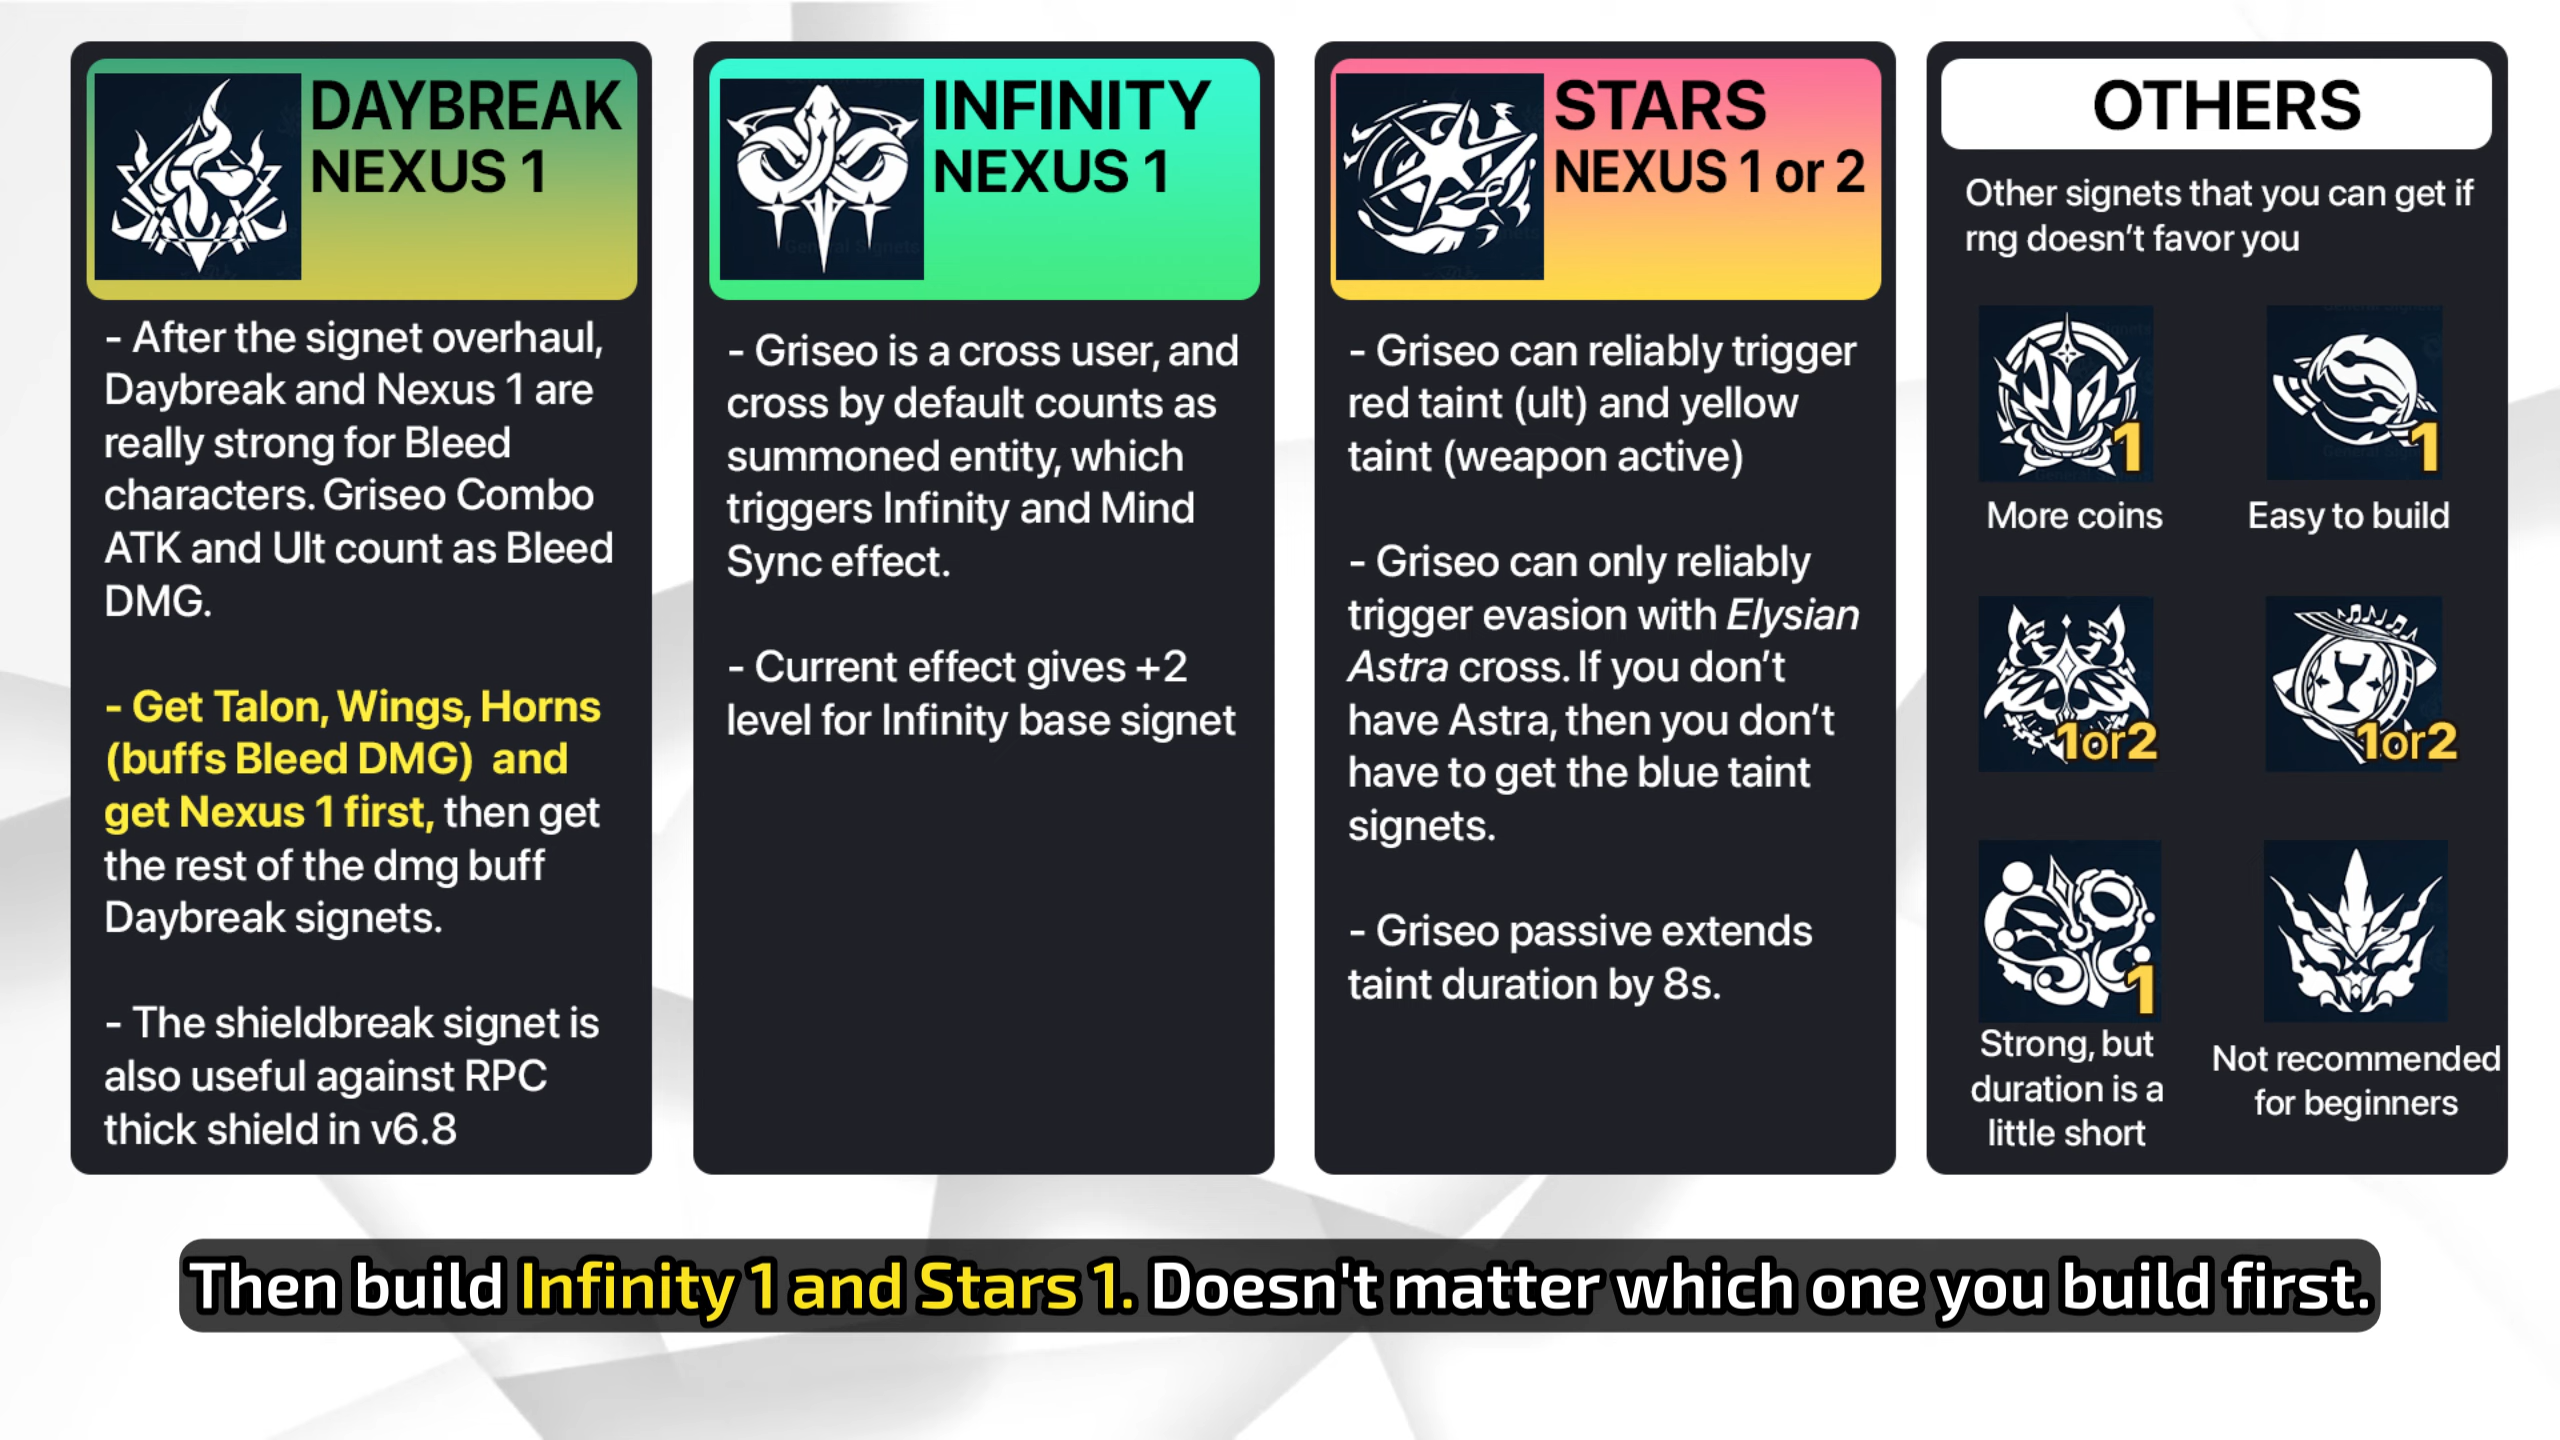 DAYBREAK
NEXUS 1
- After the signet overhaul,
Daybreak and Nexus 1 are
really strong for Bleed
characters. Griseo Combo
ATK and Ult count as Bleed
DMG.
- Get Talon, Wings, Horns
(buffs Bleed DMG)  and
get Nexus 1 first, then get
the rest of the dmg buff
Daybreak signets.
- The shieldbreak signet is
also useful against RPC
thick shield in v6.8
INFINITY
NEXUS 1
- Griseo is a cross user, and
cross by default counts as
summoned entity, which
triggers Infinity and Mind
Sync effect.
- Current effect gives +2
level for Infinity base signet
STARS
NEXUS 1 or 2
- Griseo can reliably trigger
red taint (ult) and yellow
taint (weapon active)
- Griseo can only reliably
trigger evasion with Elysian
Astra cross. If you don't
have Astra, then you don't
have to get the blue taint
signets.
- Griseo passive extends
taint duration by 8s.
OTHERS
Other signets that you can get if
rng doesn't favor you
1
1
More coins
Easy to build
1or2
1or2
1
Strong, but
duration is a
little short
Not recommended
for beginners
Then build Infinity 1 and Stars 1. Doesn't matter which one you build first.